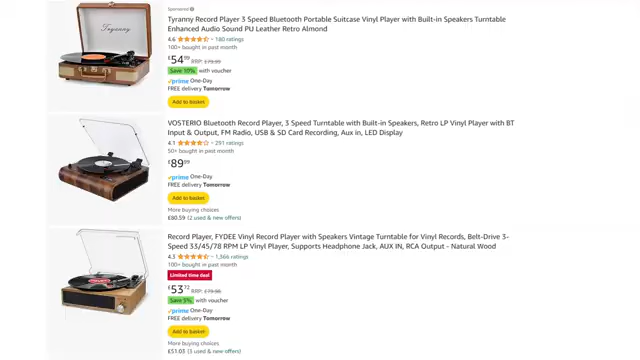 Sponsored
Tyranny Record Player 3 Speed Bluetooth Portable Suitcase Vinyl Player with Built-in Speakers Turntable
Enhanced Audio Sound PU Leather Retro Almond
4.6 180 ratings
100+ bought in past month
£54⁹⁹ RRP: £79.99
Save 10% with voucher
prime One-Day
FREE delivery Tomorrow
Add to basket
VOSTERIO Bluetooth Record Player, 3 Speed Turntable with Built-in Speakers, Retro LP Vinyl Player with BT
Input & Output, FM Radio, USB & SD Card Recording, Aux in, LED Display
4.1 291 ratings
50+ bought in past month
£89⁹⁹
prime One-Day
FREE delivery Tomorrow
Add to basket
More buying choices
£80.59 (2 used & new offers)
Record Player, FYDEE Vinyl Record Player with Speakers Vintage Turntable for Vinyl Records, Belt-Drive 3-
Speed 33/45/78 RPM LP Vinyl Player, Supports Headphone Jack, AUX IN, RCA Output - Natural Wood
4.3 1,566 ratings
100+ bought in past month
Limited time deal
£53⁷² RRP: £79.98
Save 5% with voucher
prime One-Day
FREE delivery Tomorrow
Add to basket
More buying choices
£51.03 (3 used & new offers)